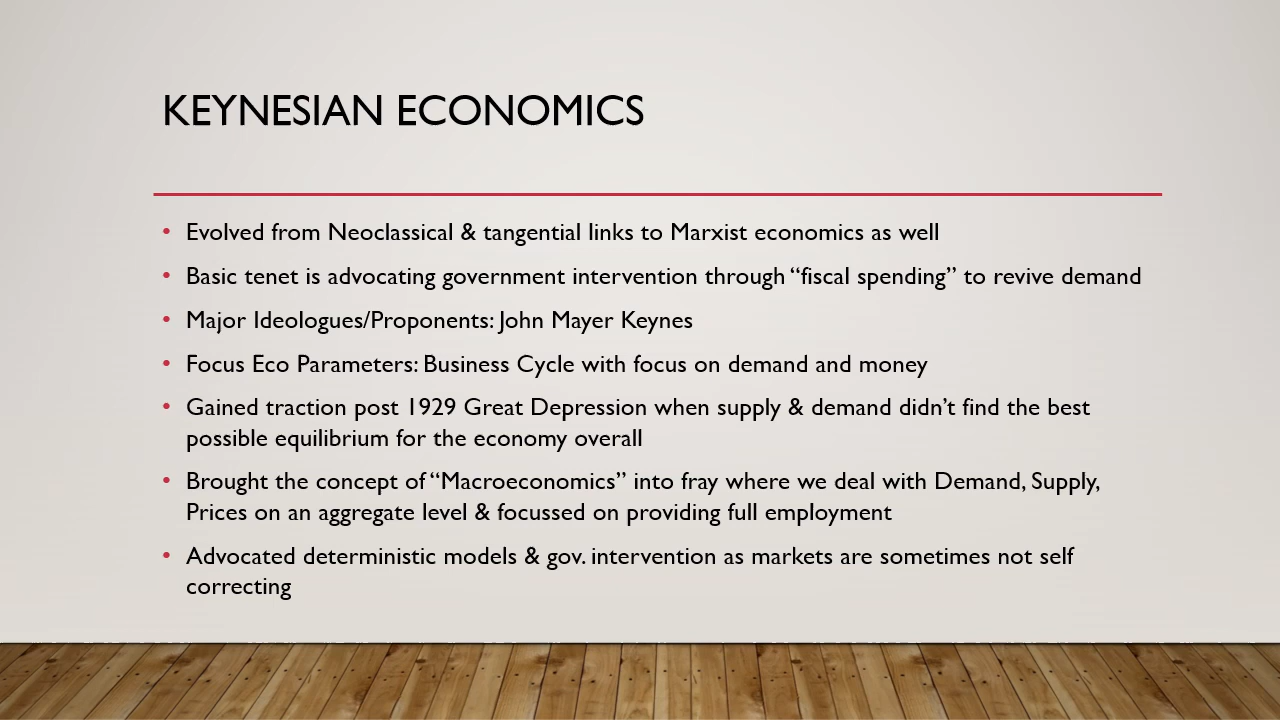 KEYNESIAN ECONOMICS
• Evolved from Neoclassical & tangential links to Marxist economics as well
• Basic tenet is advocating government intervention through “fiscal spending” to revive demand
• Major Ideologues/Proponents: John Mayer Keynes
• Focus Eco Parameters: Business Cycle with focus on demand and money
• Gained traction post 1929 Great Depression when supply & demand didn’t find the best
possible equilibrium for the economy overall
• Brought the concept of “Macroeconomics” into fray where we deal with Demand, Supply,
Prices on an aggregate level & focussed on providing full employment
• Advocated deterministic models & gov. intervention as markets are sometimes not self
correcting